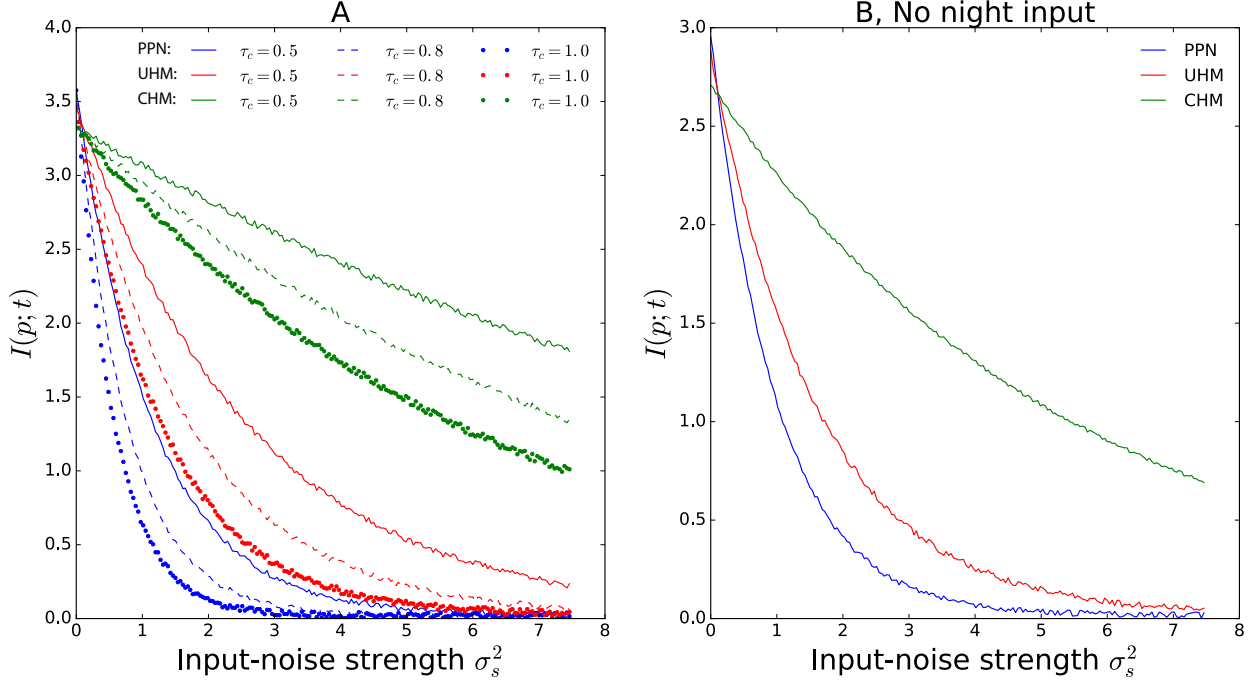 A
4.0
3.5
3.0
2.5
2.0
1.5
1.0
0.5
0.0
I(p;t)
PPN: τc = 0.5 τc = 0.8 τc = 1.0
UHM: τc = 0.5 τc = 0.8 τc = 1.0
CHM: τc = 0.5 τc = 0.8 τc = 1.0
0 1 2 3 4 5 6 7 8
Input-noise strength σ_s^2
B, No night input
3.0
2.5
2.0
1.5
1.0
0.5
0.0
I(p;t)
PPN
UHM
CHM
0 1 2 3 4 5 6 7 8
Input-noise strength σ_s^2